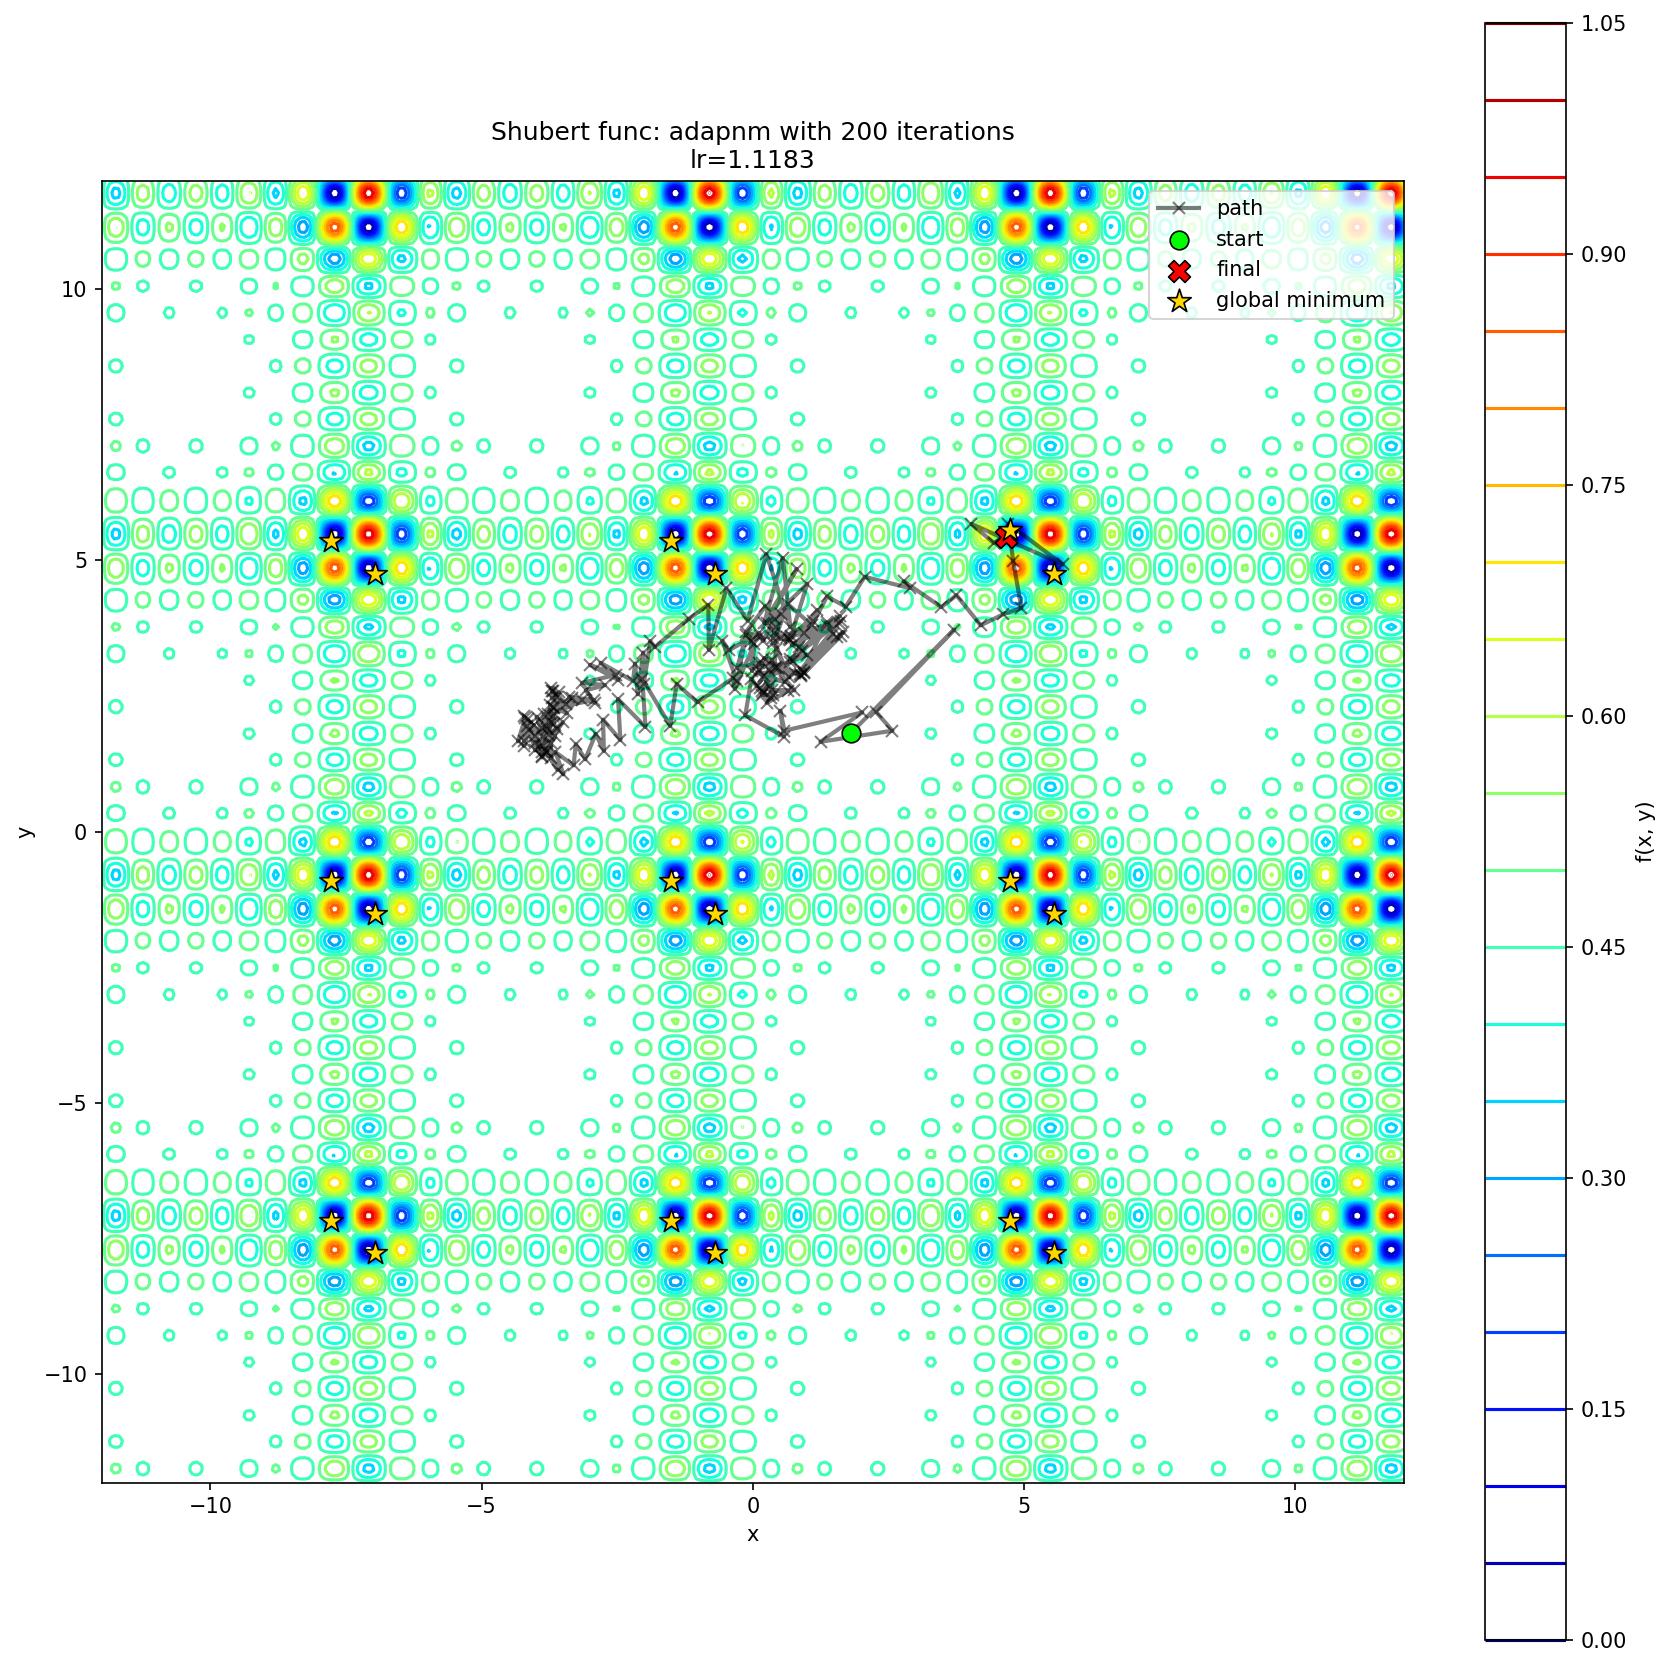 Shubert func: adapnm with 200 iterations
lr=1.1183
path
start
final
global minimum
10
5
0
−5
−10
y
−10 −5 0 5 10
x
1.05
0.90
0.75
0.60
0.45
0.30
0.15
0.00
f(x, y)